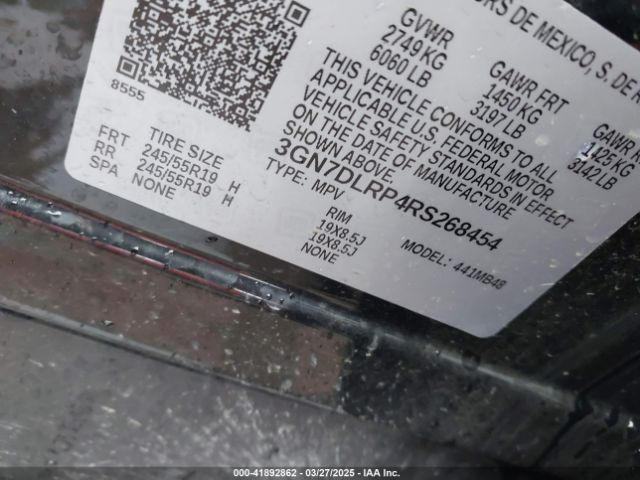 ORS DE MEXICO, S. DE R
GVWR
2749 KG
6060 LB
GAWR FRT
1450 KG
3197 LB
GAWR
1425 KG
3142 LB
THIS VEHICLE CONFORMS TO ALL
APPLICABLE U.S. FEDERAL MOTOR
VEHICLE SAFETY STANDARDS IN EFFECT
ON THE DATE OF MANUFACTURE
SHOWN ABOVE.
3GN7DLRP4RS268454
TYPE: MPV
MODEL: 441MB48
8555
TIRE SIZE
FRT 245/55R19 H
RR 245/55R19 H
SPA NONE
RIM
19X8.5J
19X8.5J
NONE
000-41892862 - 03/27/2025 - IAA Inc.